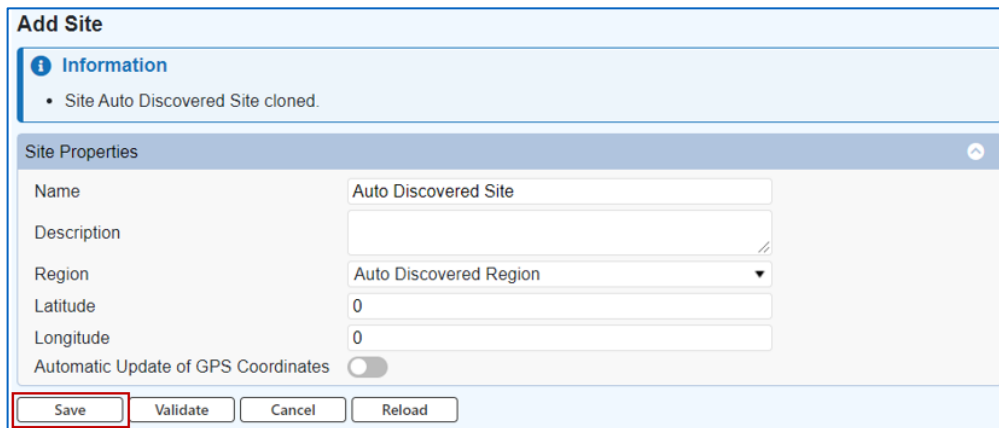 Add Site
Information
• Site Auto Discovered Site cloned.
Site Properties
Name Auto Discovered Site
Description
Region Auto Discovered Region
Latitude 0
Longitude 0
Automatic Update of GPS Coordinates
Save Validate Cancel Reload